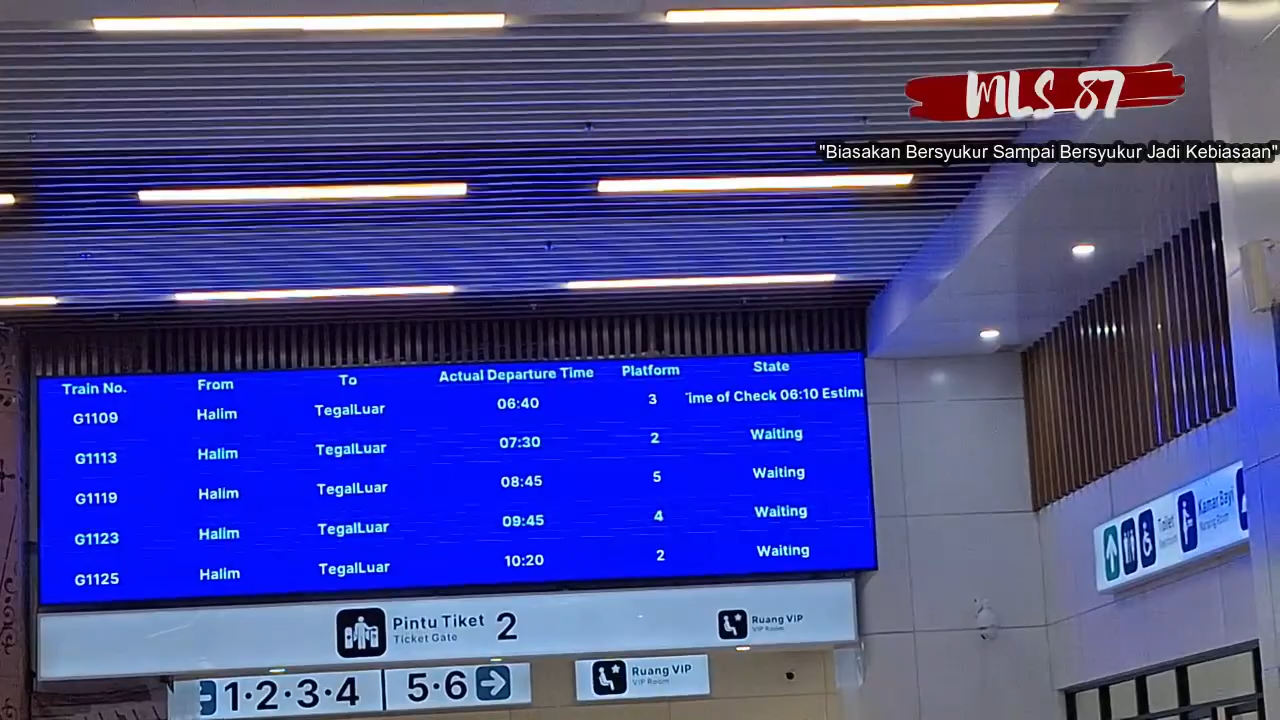 MLS 87
"Biasakan Bersyukur Sampai Bersyukur Jadi Kebiasaan"
Train No. From To Actual Departure Time Platform State
G1109 Halim TegalLuar 06:40 3 Time of Check 06:10 Estima
G1113 Halim TegalLuar 07:30 2 Waiting
G1119 Halim TegalLuar 08:45 5 Waiting
G1123 Halim TegalLuar 09:45 4 Waiting
G1125 Halim TegalLuar 10:20 2 Waiting
Pintu Tiket 2
Ticket Gate
Ruang VIP
VIP Room
1·2·3·4 5·6
Ruang VIP
VIP Room
Toilet
Kamar Bayi
Nursing Room